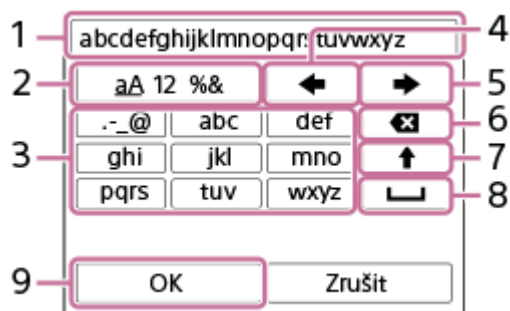 1 abcdefghijklmnopqrstuvwxyz 4
2 aA 12 %& 5
.-_@ abc def 6
3 ghi jkl mno 7
pqrs tuv wxyz 8
9 OK Zrušit